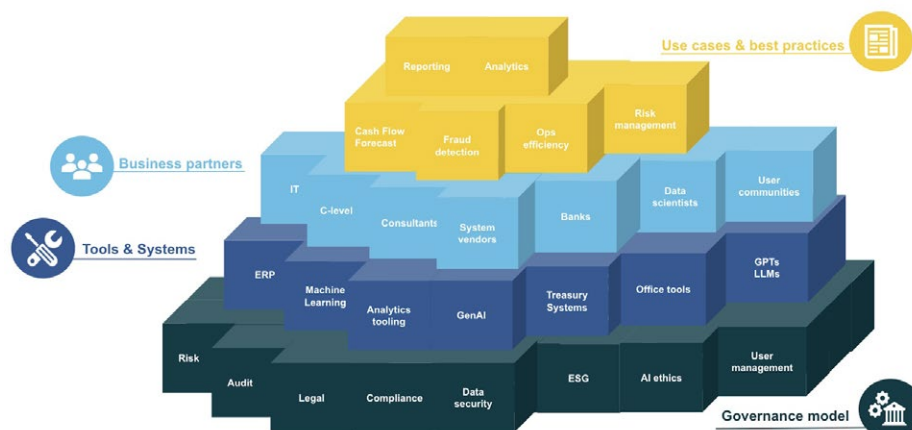 Use cases & best practices
Reporting
Analytics
Cash Flow
Forecast
Fraud
detection
Ops
efficiency
Risk
management
Business partners
IT
C-level
Consultants
System
vendors
Banks
Data
scientists
User
communities
Tools & Systems
ERP
Machine
Learning
Analytics
tooling
GenAI
Treasury
Systems
Office tools
GPTs
LLMs
Risk
Audit
Legal
Compliance
Data
security
ESG
AI ethics
User
management
Governance model